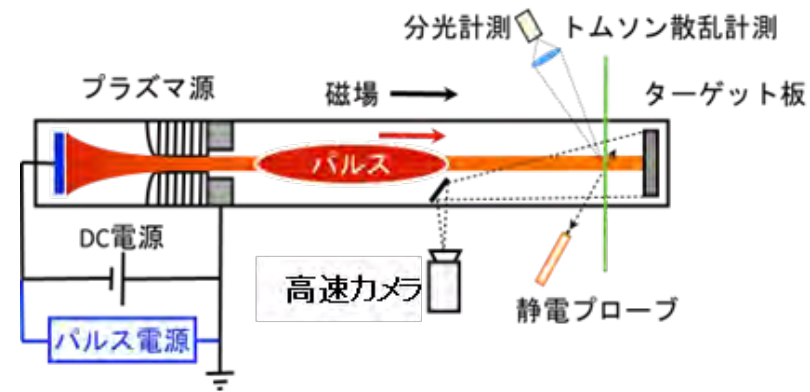 分光計測
トムソン散乱計測
プラズマ源
磁場
ターゲット板
パルス
DC電源
高速カメラ
静電プローブ
パルス電源